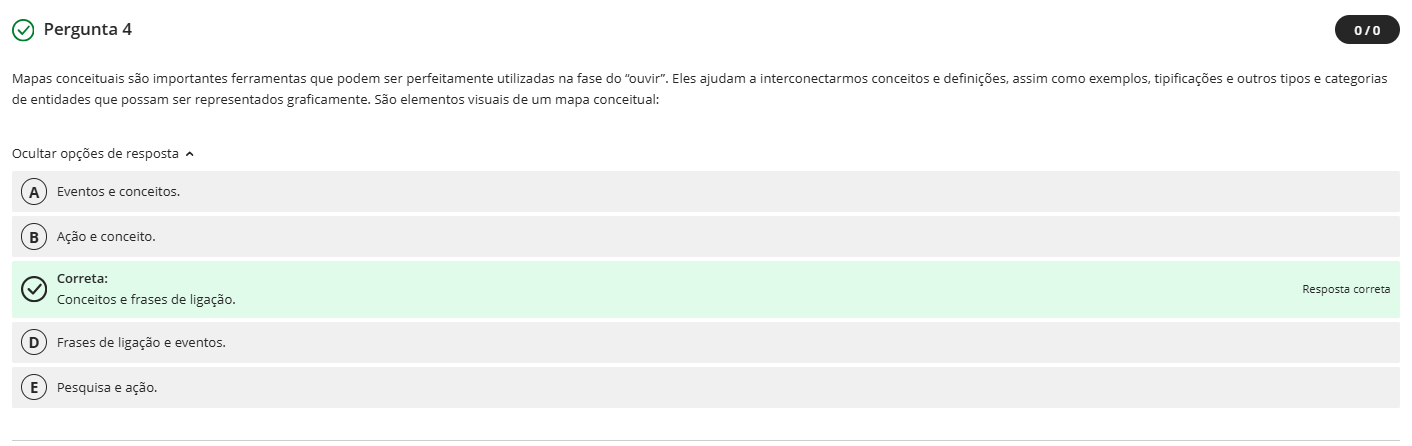 Pergunta 4
0 / 0
Mapas conceituais são importantes ferramentas que podem ser perfeitamente utilizadas na fase do "ouvir". Eles ajudam a interconectarmos conceitos e definições, assim como exemplos, tipificações e outros tipos e categorias
de entidades que possam ser representados graficamente. São elementos visuais de um mapa conceitual:
Ocultar opções de resposta
A Eventos e conceitos.
B Ação e conceito.
Correta:
Conceitos e frases de ligação.
Resposta correta
D Frases de ligação e eventos.
E Pesquisa e ação.